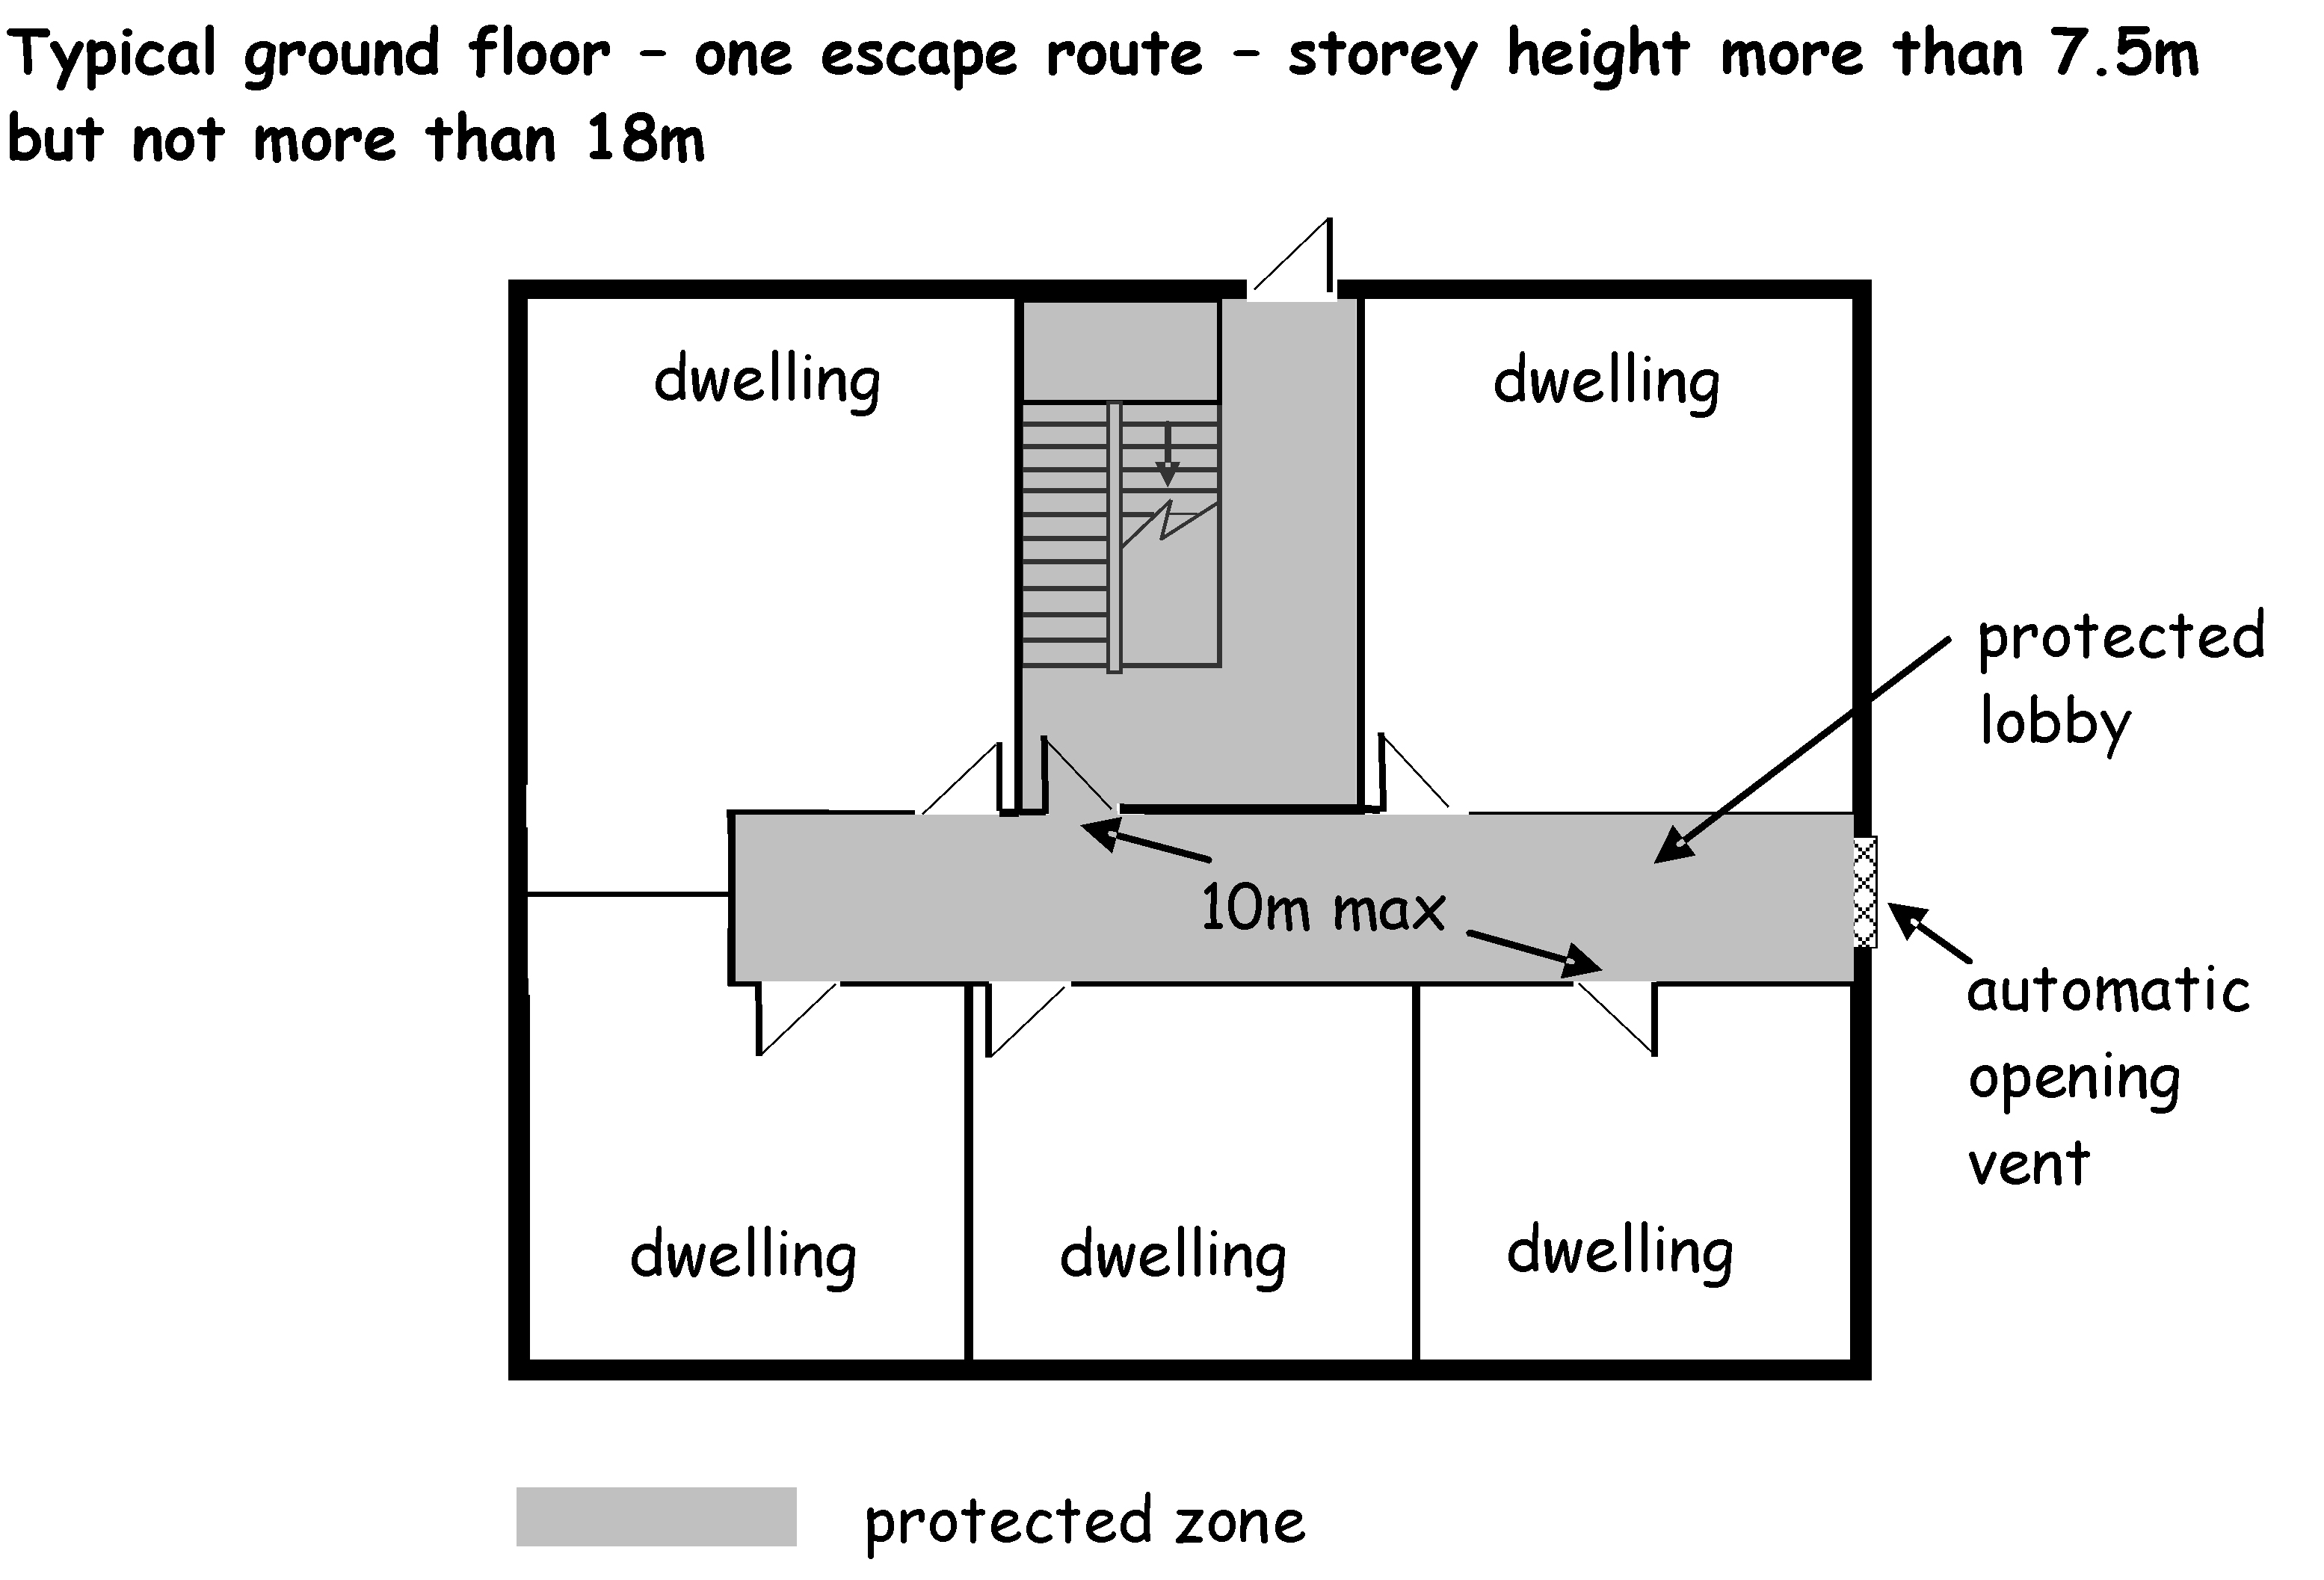 Typical ground floor - one escape route - storey height more than 7.5m
but not more than 18m
dwelling
dwelling
protected
lobby
10m max
automatic
opening
vent
dwelling
dwelling
dwelling
protected zone